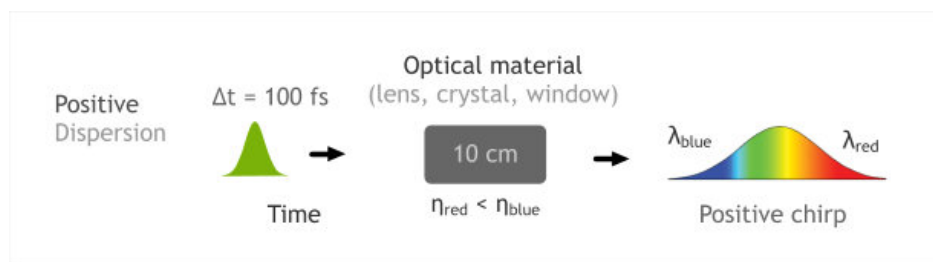 Positive
Dispersion
Δt = 100 fs
Time
Optical material
(lens, crystal, window)
10 cm
ηred < ηblue
λblue
λred
Positive chirp